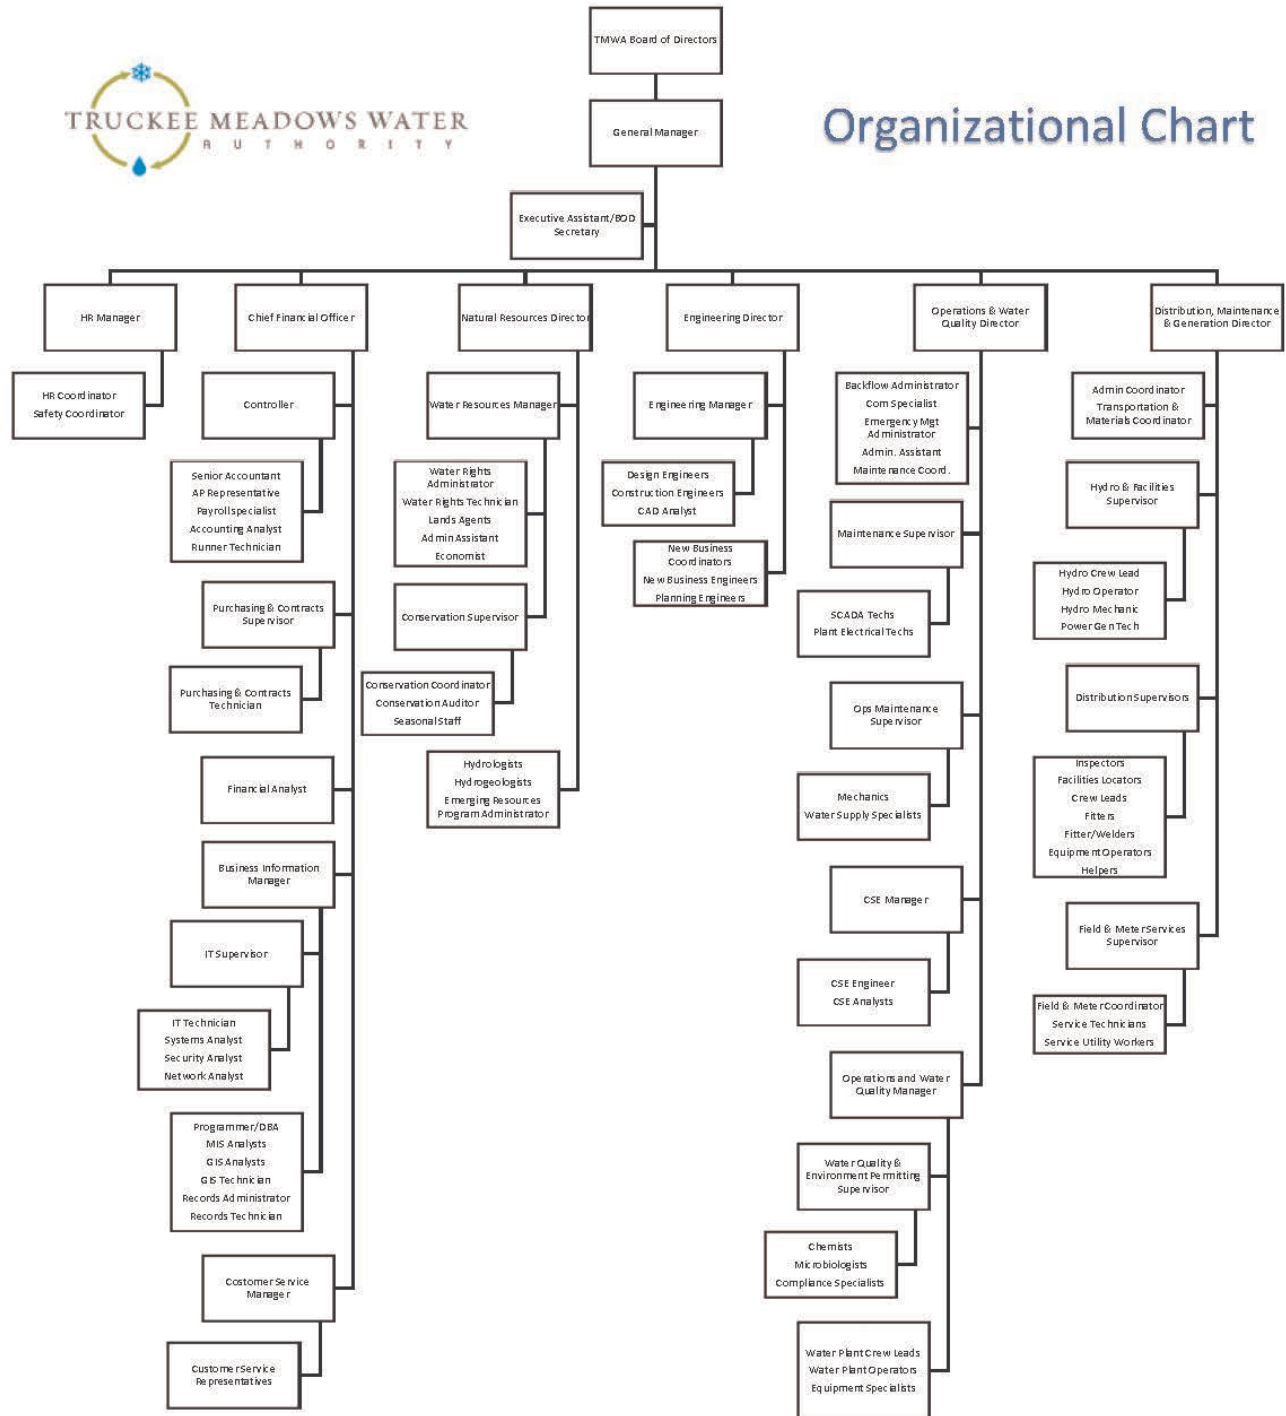 TMWA Board of Directors
TRUCKEE MEADOWS WATER
AUTHORITY
General Manager
Organizational Chart
Executive Assistant/BOD
Secretary
HR Manager
Chief Financial Officer
Natural Resources Director
Engineering Director
Operations & Water
Quality Director
Distribution, Maintenance
& Generation Director
HR Coordinator
Safety Coordinator
Controller
Senior Accountant
AP Representative
Payroll specialist
Accounting Analyst
Runner Technician
Purchasing & Contracts
Supervisor
Purchasing & Contracts
Technician
Financial Analyst
Business Information
Manager
IT Supervisor
IT Technician
Systems Analyst
Security Analyst
Network Analyst
Programmer/DBA
MIS Analysts
GIS Analysts
GIS Technician
Records Administrator
Records Technician
Costomer Service
Manager
Customer Service
Representatives
Water Resources Manager
Water Rights
Administrator
Water Rights Technician
Lands Agents
Admin Assistant
Economist
Conservation Supervisor
Conservation Coordinator
Conservation Auditor
Seasonal Staff
Hydrologists
Hydrogeologists
Emerging Resources
Program Administrator
Engineering Manager
Design Engineers
Construction Engineers
CAD Analyst
New Business
Coordinators
New Business Engineers
Planning Engineers
Backflow Administrator
Com Specialist
Emergency Mgt
Administrator
Admin. Assistant
Maintenance Coord.
Maintenance Supervisor
SCADA Techs
Plant Electrical Techs
Ops Maintenance
Supervisor
Mechanics
Water Supply Specialists
CSE Manager
CSE Engineer
CSE Analysts
Operations and Water
Quality Manager
Water Quality &
Environment Permitting
Supervisor
Chemists
Microbiologists
Compliance Specialists
Water Plant Crew Leads
Water Plant Operators
Equipment Specialists
Admin Coordinator
Transportation &
Materials Coordinator
Hydro & Facilities
Supervisor
Hydro Crew Lead
Hydro Operator
Hydro Mechanic
Power Gen Tech
Distribution Supervisors
Inspectors
Facilities Locators
Crew Leads
Fitters
Fitter/Welders
Equipment Operators
Helpers
Field & Meter Services
Supervisor
Field & Meter Coordinator
Service Technicians
Service Utility Workers